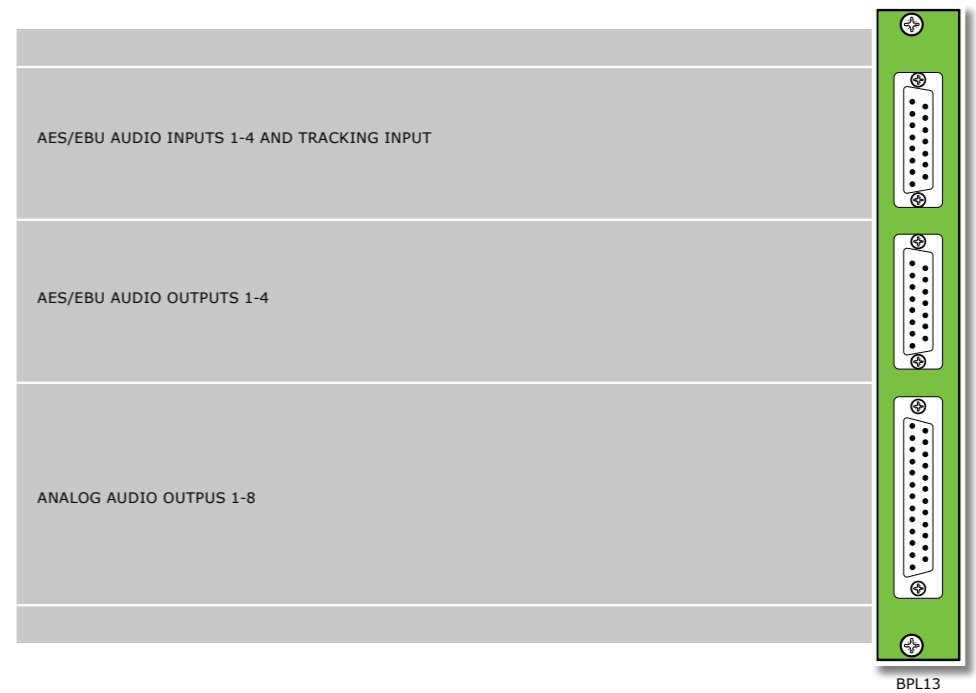 AES/EBU AUDIO INPUTS 1-4 AND TRACKING INPUT
AES/EBU AUDIO OUTPUTS 1-4
ANALOG AUDIO OUTPUS 1-8
BPL13